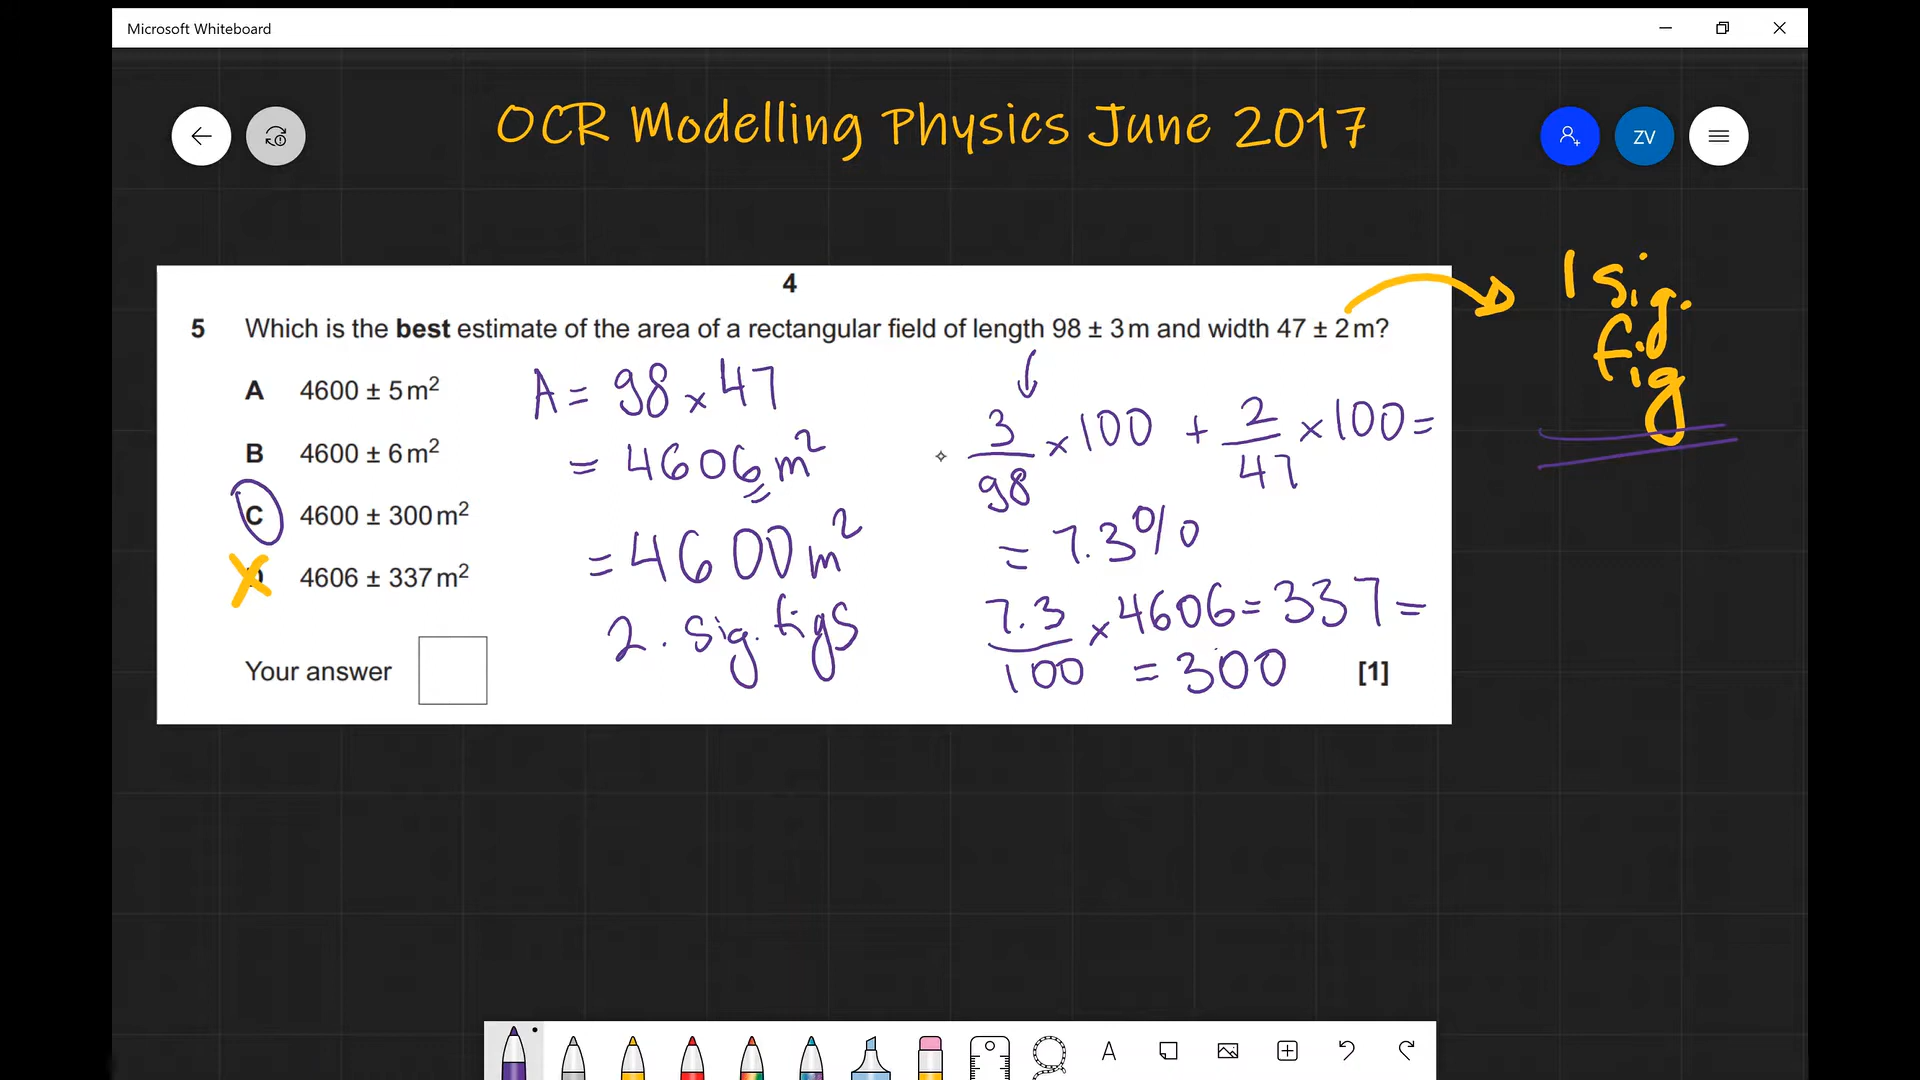 Microsoft Whiteboard
OCR Modelling Physics June 2017
ZV
4
5 Which is the best estimate of the area of a rectangular field of length 98 ± 3 m and width 47 ± 2 m?
A 4600 ± 5 m²
B 4600 ± 6 m²
C 4600 ± 300 m²
D 4606 ± 337 m²
Your answer
[1]
A = 98 × 47
= 4606 m²
= 4600 m²
2. sig. figs
3/98 × 100 + 2/47 × 100 =
= 7.3%
7.3/100 × 4606 = 337 =
= 300
1 sig.
fig
A